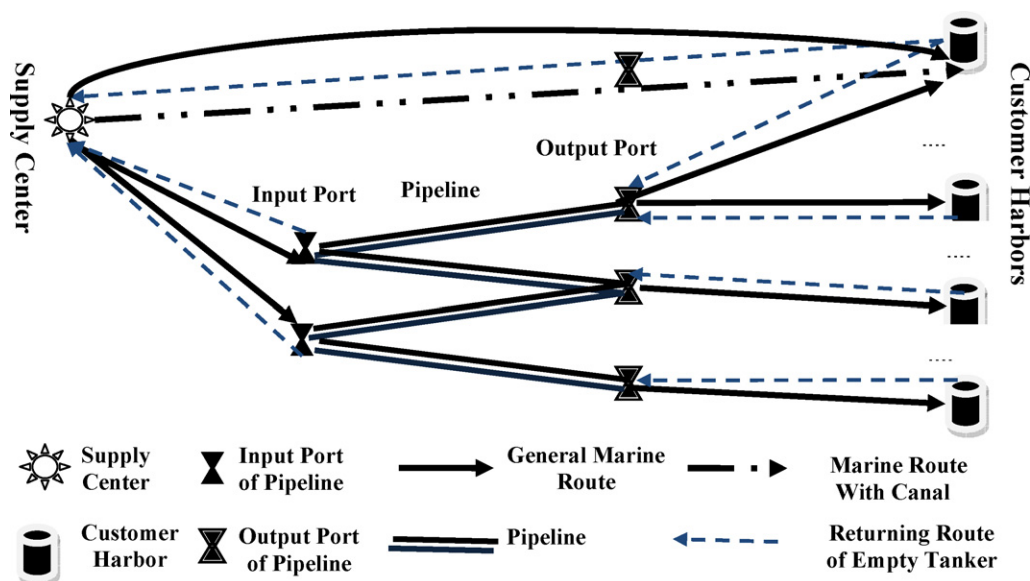 Supply Center
Customer Harbors
....
Output Port
Input Port
Pipeline
....
....
Supply
Center
Input Port
of Pipeline
General Marine
Route
Marine Route
With Canal
Customer
Harbor
Output Port
of Pipeline
Pipeline
Returning Route
of Empty Tanker